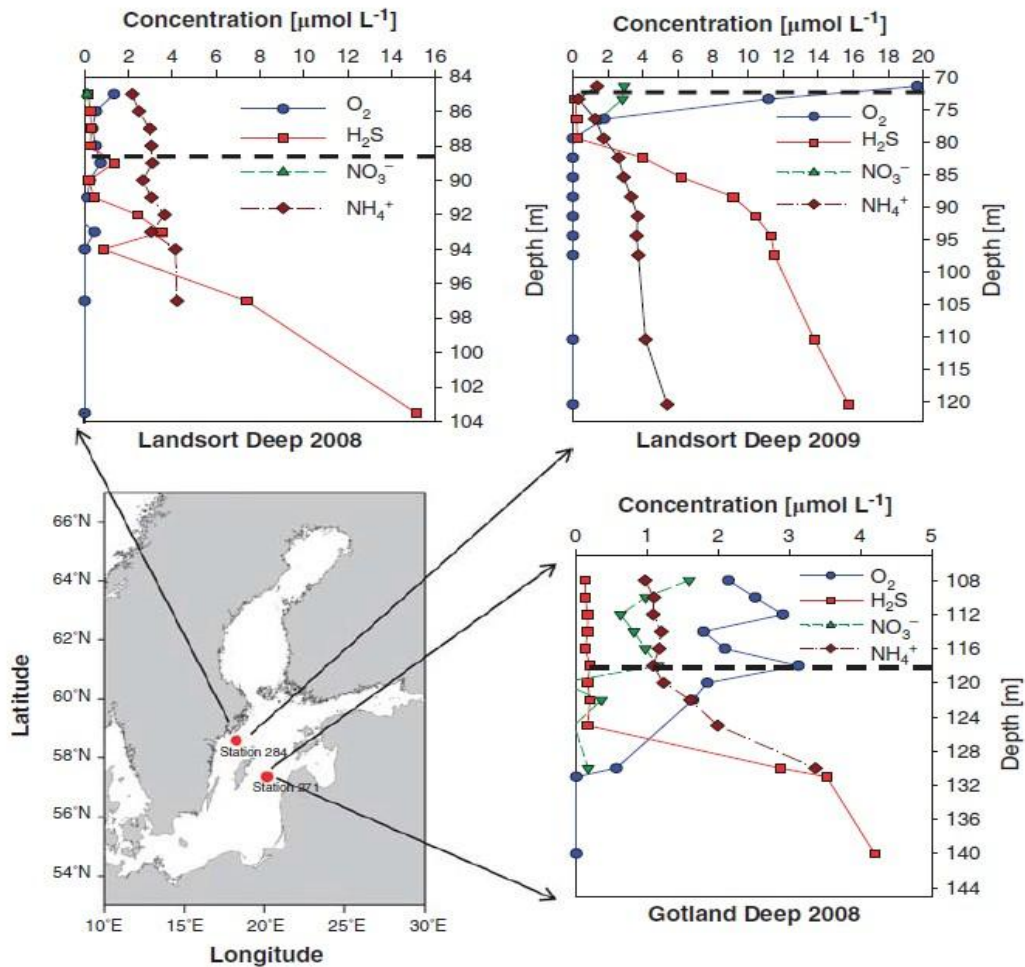 Concentration [μmol L⁻¹]
0 2 4 6 8 10 12 14 16
84
86
88
90
92
94
96
98
100
102
104
Depth [m]
O₂
H₂S
NO₃⁻
NH₄⁺
Landsort Deep 2008
Concentration [μmol L⁻¹]
0 2 4 6 8 10 12 14 16 18 20
70
75
80
85
90
95
100
105
110
115
120
Depth [m]
O₂
H₂S
NO₃⁻
NH₄⁺
Landsort Deep 2009
Latitude
66°N
64°N
62°N
60°N
58°N
56°N
54°N
Station 284
Station 271
10°E 15°E 20°E 25°E 30°E
Longitude
Concentration [μmol L⁻¹]
0 1 2 3 4 5
108
112
116
120
124
128
132
136
140
144
Depth [m]
O₂
H₂S
NO₃⁻
NH₄⁺
Gotland Deep 2008